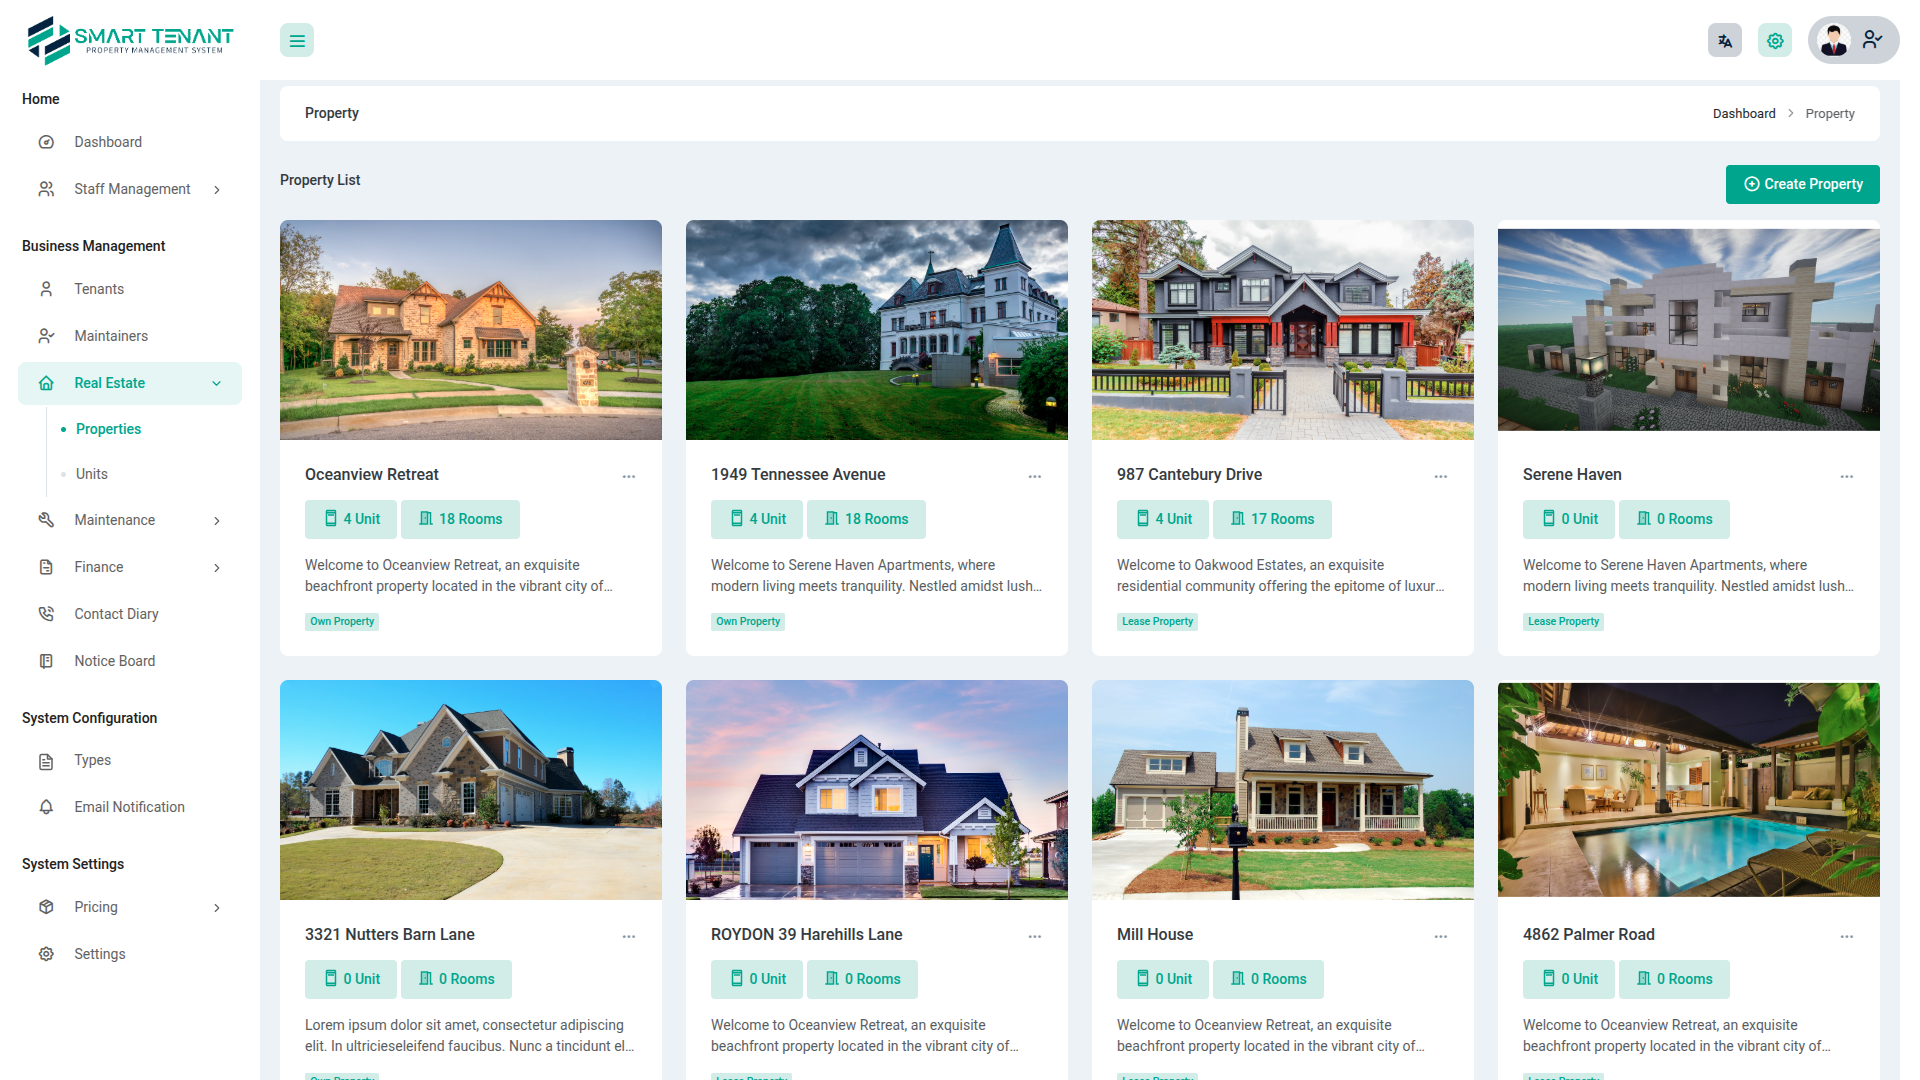 SMART TENANT
PROPERTY MANAGEMENT SYSTEM
Home
Dashboard
Staff Management
Business Management
Tenants
Maintainers
Real Estate
Properties
Units
Maintenance
Finance
Contact Diary
Notice Board
System Configuration
Types
Email Notification
System Settings
Pricing
Settings
Property
Dashboard > Property
Property List
Create Property
Oceanview Retreat
4 Unit
18 Rooms
Welcome to Oceanview Retreat, an exquisite
beachfront property located in the vibrant city of...
Own Property
1949 Tennessee Avenue
4 Unit
18 Rooms
Welcome to Serene Haven Apartments, where
modern living meets tranquility. Nestled amidst lush...
Own Property
987 Cantebury Drive
4 Unit
17 Rooms
Welcome to Oakwood Estates, an exquisite
residential community offering the epitome of luxur...
Lease Property
Serene Haven
0 Unit
0 Rooms
Welcome to Serene Haven Apartments, where
modern living meets tranquility. Nestled amidst lush...
Lease Property
3321 Nutters Barn Lane
0 Unit
0 Rooms
Lorem ipsum dolor sit amet, consectetur adipiscing
elit. In ultricieseleifend faucibus. Nunc a tincidunt el...
Own Property
ROYDON 39 Harehills Lane
0 Unit
0 Rooms
Welcome to Oceanview Retreat, an exquisite
beachfront property located in the vibrant city of...
Lease Property
Mill House
0 Unit
0 Rooms
Welcome to Oceanview Retreat, an exquisite
beachfront property located in the vibrant city of...
Lease Property
4862 Palmer Road
0 Unit
0 Rooms
Welcome to Oceanview Retreat, an exquisite
beachfront property located in the vibrant city of...
Lease Property